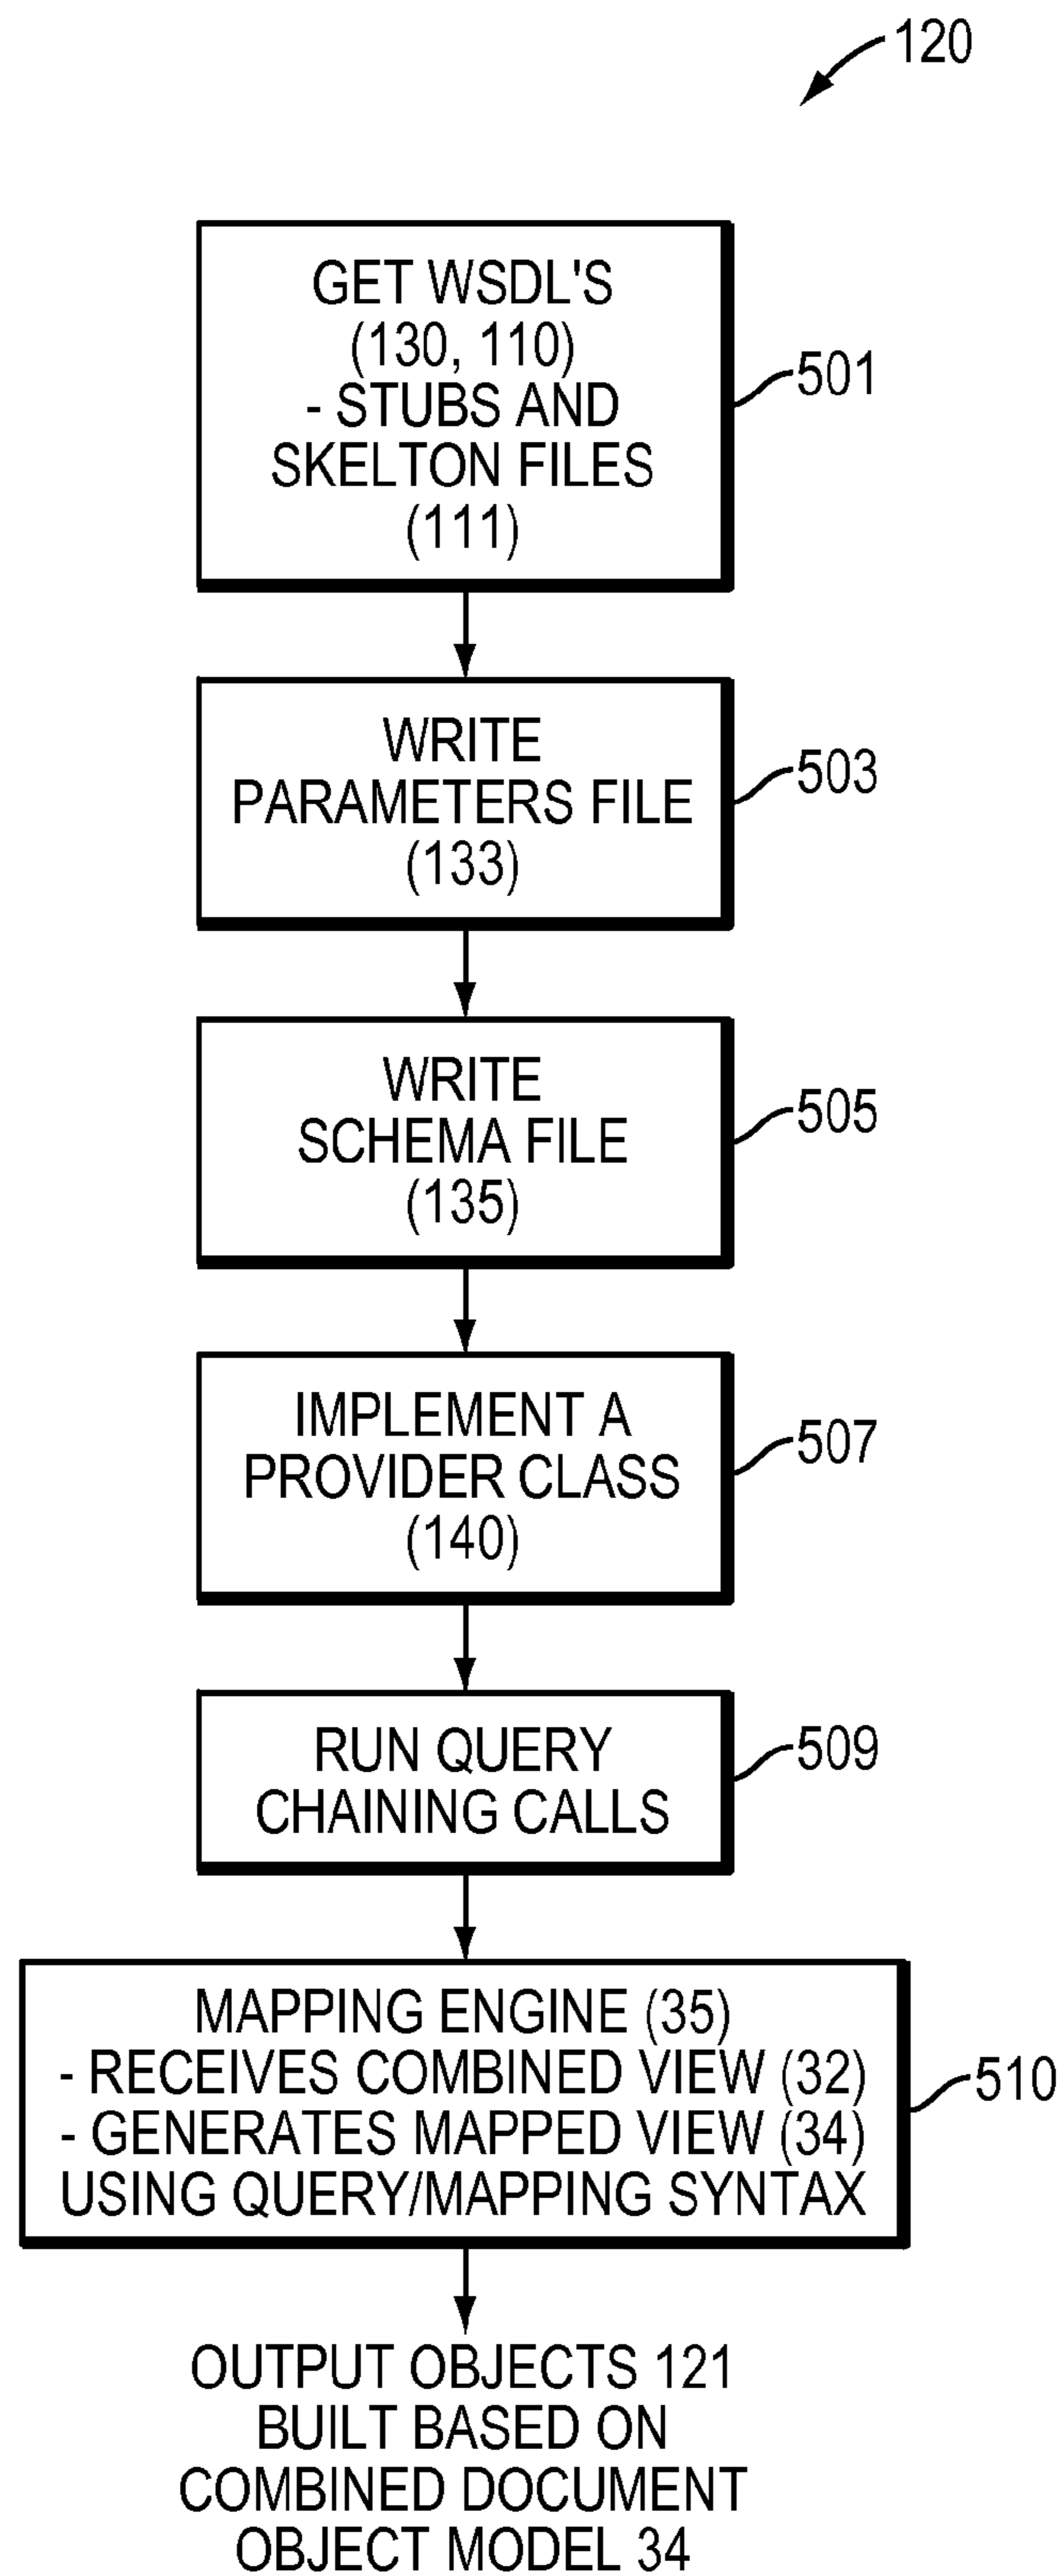 120
GET WSDL'S
(130, 110)
- STUBS AND
SKELTON FILES
(111)
501
WRITE
PARAMETERS FILE
(133)
503
WRITE
SCHEMA FILE
(135)
505
IMPLEMENT A
PROVIDER CLASS
(140)
507
RUN QUERY
CHAINING CALLS
509
MAPPING ENGINE (35)
- RECEIVES COMBINED VIEW (32)
- GENERATES MAPPED VIEW (34)
USING QUERY/MAPPING SYNTAX
510
OUTPUT OBJECTS 121
BUILT BASED ON
COMBINED DOCUMENT
OBJECT MODEL 34